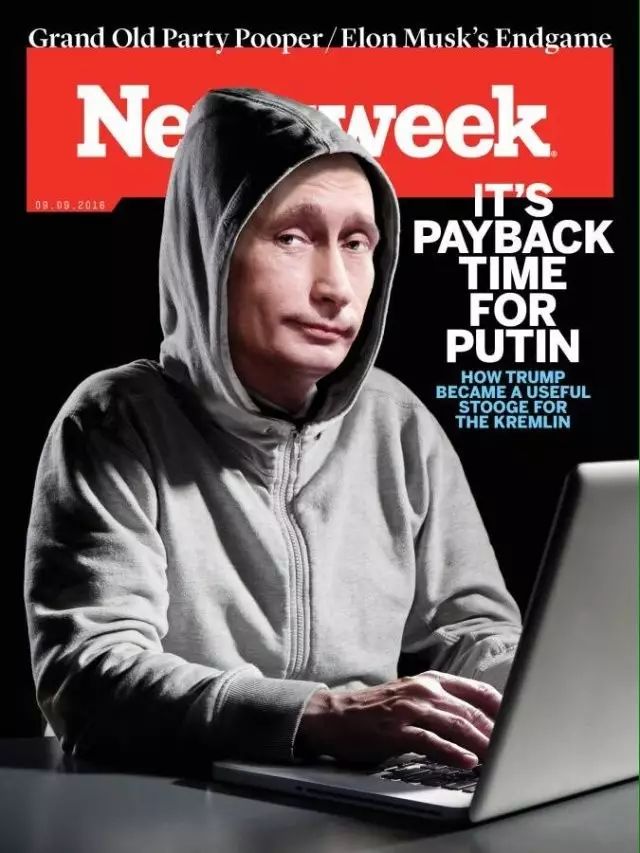 Grand Old Party Pooper / Elon Musk's Endgame
Ne week
09.09.2016
IT'S
PAYBACK
TIME
FOR
PUTIN
HOW TRUMP
BECAME A USEFUL
STOOGE FOR
THE KREMLIN